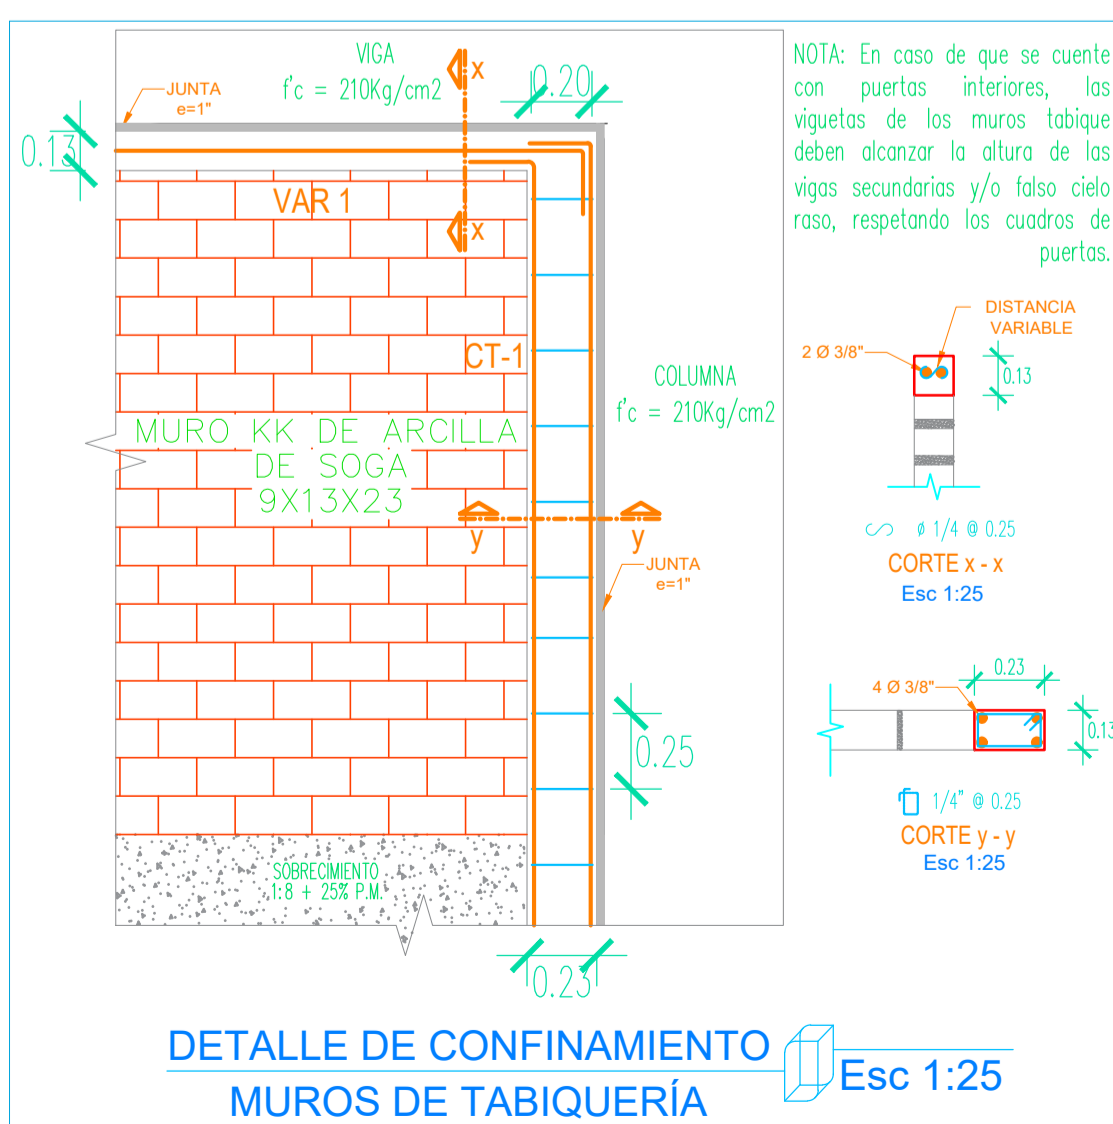 VIGA
f'c = 210Kg/cm2
JUNTA
e=1"
x
0.20
0.13
VAR 1
x
CT-1
COLUMNA
f'c = 210Kg/cm2
MURO KK DE ARCILLA
DE SOGA
9X13X23
y
y
JUNTA
e=1"
0.25
SOBRECIMIENTO
1:8 + 25% P.M.
0.23
NOTA: En caso de que se cuente
con puertas interiores, las
viguetas de los muros tabique
deben alcanzar la altura de las
vigas secundarias y/o falso cielo
raso, respetando los cuadros de
puertas.
DISTANCIA
VARIABLE
2 Ø 3/8"
0.13
ø 1/4 @ 0.25
CORTE x - x
Esc 1:25
0.23
4 Ø 3/8"
0.13
1/4" @ 0.25
CORTE y - y
Esc 1:25
DETALLE DE CONFINAMIENTO
MUROS DE TABIQUERÍA
Esc 1:25